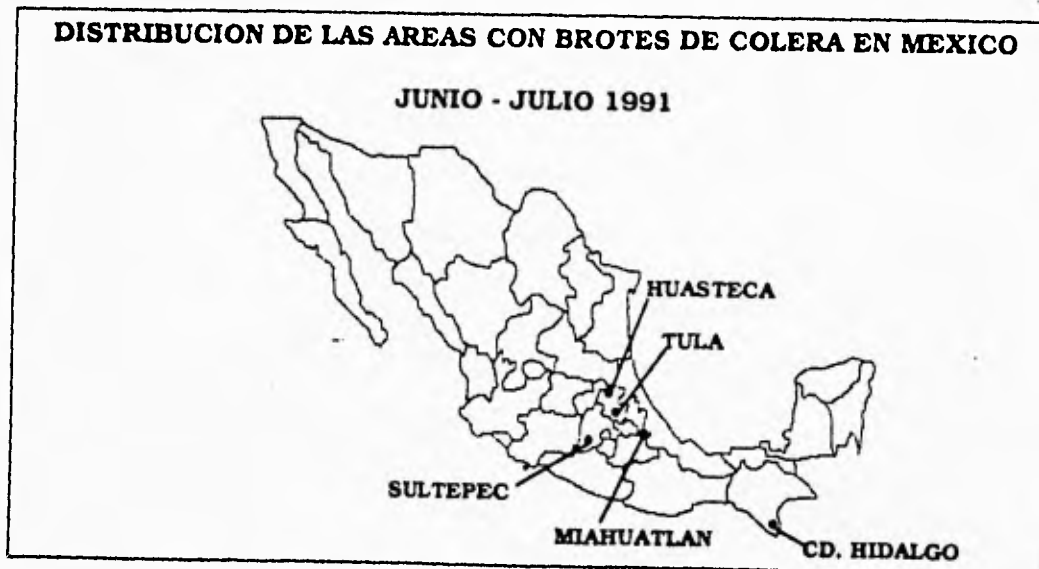 DISTRIBUCION DE LAS AREAS CON BROTES DE COLERA EN MEXICO
JUNIO - JULIO 1991
HUASTECA
TULA
SULTEPEC
MIAHUATLAN
CD. HIDALGO